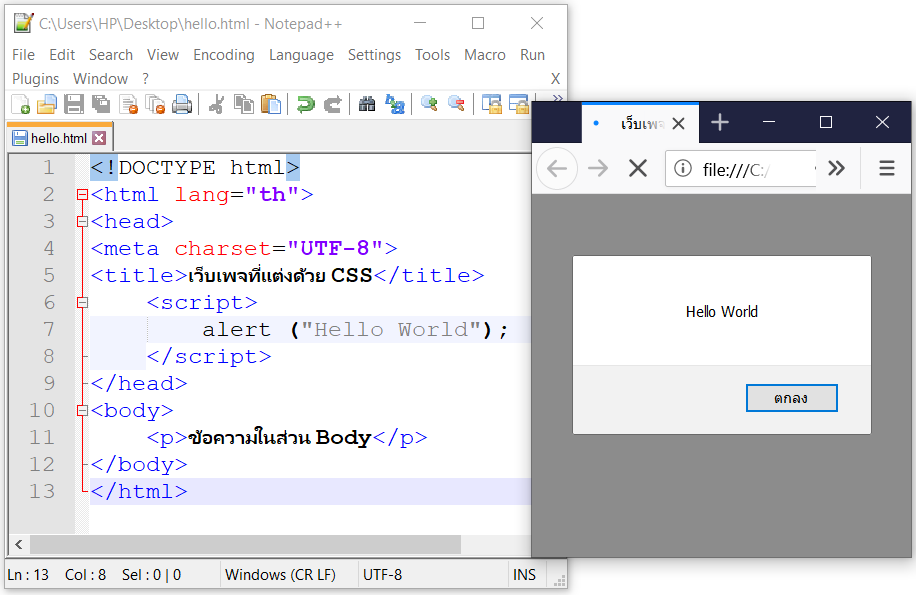 C:\Users\HP\Desktop\hello.html - Notepad++
File Edit Search View Encoding Language Settings Tools Macro Run
Plugins Window ? X
hello.html
1 <!DOCTYPE html>
2 <html lang="th">
3 <head>
4 <meta charset="UTF-8">
5 <title>เว็บเพจที่แต่งด้วย CSS</title>
6 <script>
7 alert ("Hello World");
8 </script>
9 </head>
10 <body>
11 <p>ข้อความในส่วน Body</p>
12 </body>
13 </html>
Ln : 13 Col : 8 Sel : 0 | 0 Windows (CR LF) UTF-8 INS
เว็บเพจ
file:///C:/
Hello World
ตกลง